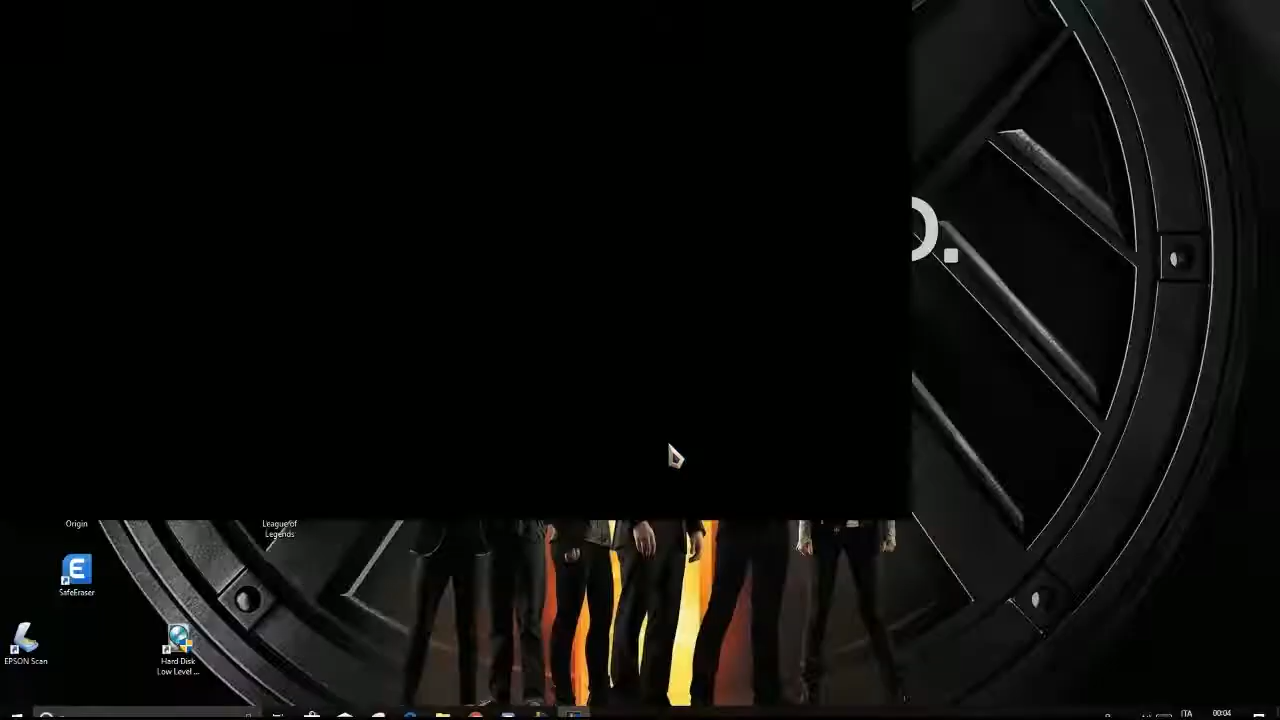 D.
Origin
League of
Legends
SafeEraser
EPSON Scan
Hard Disk
Low Level ...
ITA
00:04